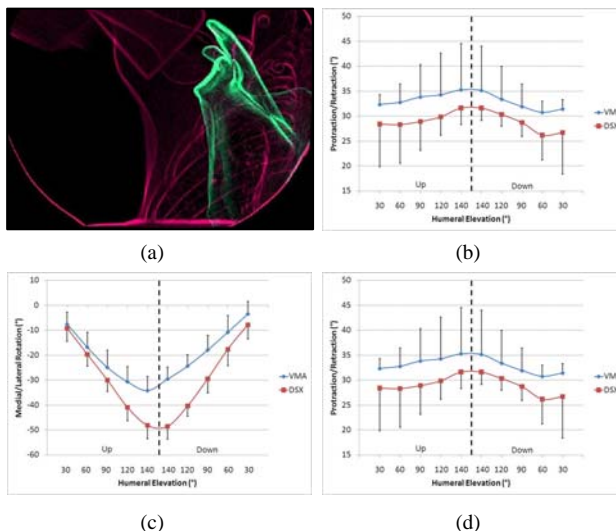 (a)
50
45
40
35
30
25
20
15
Protraction/Retraction (°)
VMA
DSX
Up
Down
30 60 90 120 140 140 120 90 60 30
Humeral Elevation (°)
(b)
10
0
-10
-20
-30
-40
-50
-60
Medial/Lateral Rotation (°)
VMA
DSX
Up
Down
30 60 90 120 140 140 120 90 60 30
Humeral Elevation (°)
(c)
50
45
40
35
30
25
20
15
Protraction/Retraction (°)
VMA
DSX
Up
Down
30 60 90 120 140 140 120 90 60 30
Humeral Elevation (°)
(d)